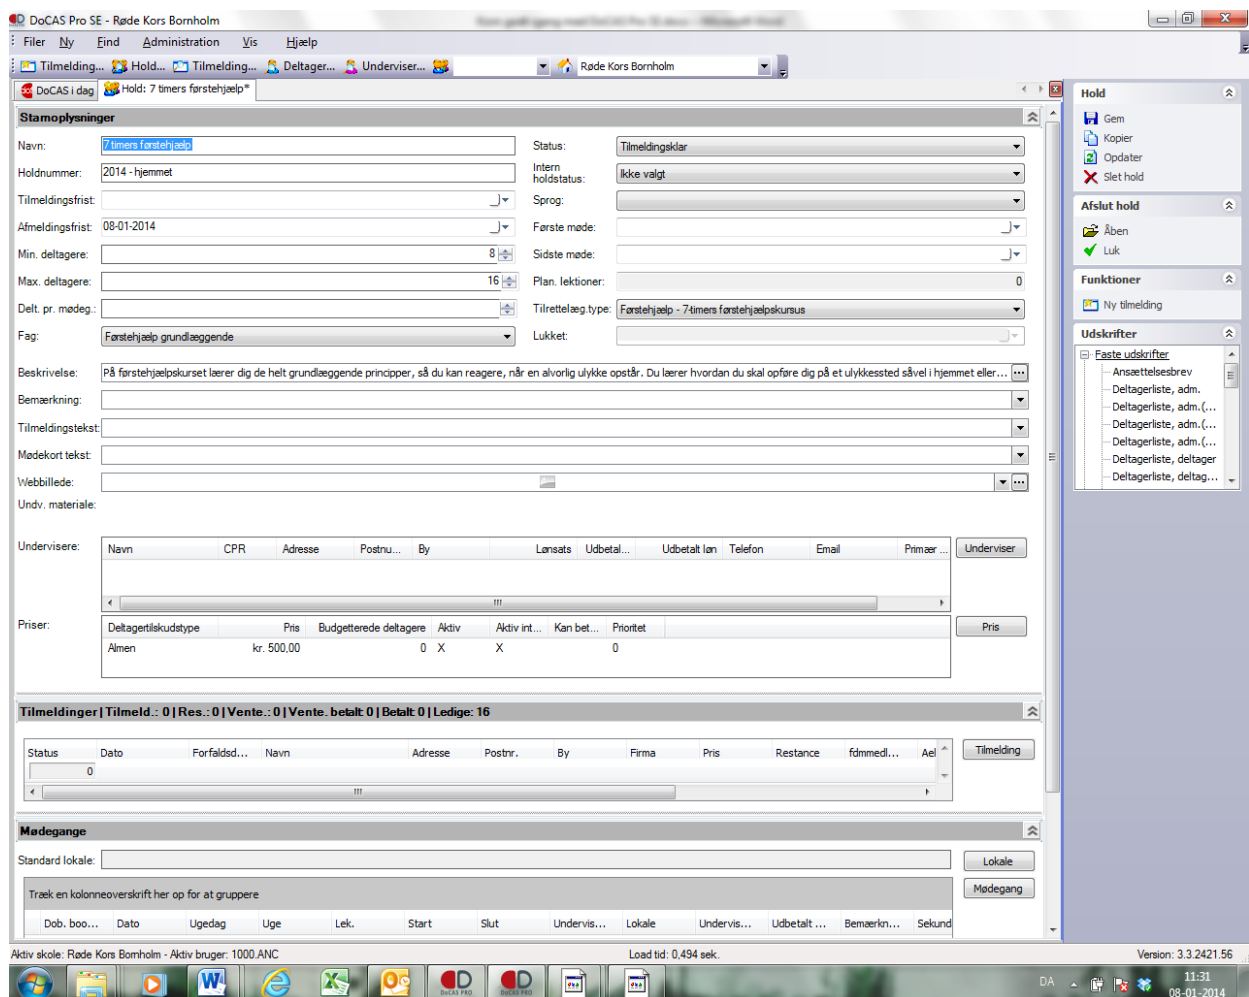 DoCAS Pro SE - Røde Kors Bornholm
Filer Ny Find Administration Vis Hjælp
Tilmelding... Hold... Tilmelding... Deltager... Underviser... Røde Kors Bornholm
DoCAS i dag Hold: 7 timers førstehjælp*
Stamoplysninger
Navn: 7 timers førstehjælp Status: Tilmeldingsklar
Holdnummer: 2014 - hjemmet Intern holdstatus: Ikke valgt
Tilmeldingsfrist: Sprog:
Afmeldingsfrist: 08-01-2014 Første møde:
Min. deltagere: 8 Sidste møde:
Max. deltagere: 16 Plan. lektioner: 0
Delt. pr. mødeg.: Tilrettelæg.type: Førstehjælp - 7-timers førstehjælpskursus
Fag: Førstehjælp grundlæggende Lukket:
Beskrivelse: På førstehjælpskurset lærer dig de helt grundlæggende principper, så du kan reagere, når en alvorlig ulykke opstår. Du lærer hvordan du skal opføre dig på et ulykkessted såvel i hjemmet eller... ...
Bemærkning:
Tilmeldingstekst:
Mødekort tekst:
Webbillede: ...
Undv. materiale:
Undervisere: Navn CPR Adresse Postnu... By Lønsats Udbetal... Udbetalt løn Telefon Email Primær ... Underviser
Priser: Deltagertilskudstype Pris Budgetterede deltagere Aktiv Aktiv int... Kan bet... Prioritet Pris
Almen kr. 500,00 0 X X 0
Tilmeldinger | Tilmeld.: 0 | Res.: 0 | Vente.: 0 | Vente. betalt: 0 | Betalt: 0 | Ledige: 16
Status Dato Forfaldsd... Navn Adresse Postnr. By Firma Pris Restance fdmmedl... Ael Tilmelding
0
Mødegange
Standard lokale: Lokale
Træk en kolonneoverskrift her op for at gruppere Mødegang
Dob. boo... Dato Ugedag Uge Lek. Start Slut Undervis... Lokale Undervis... Udbetalt ... Bemærkn... Sekund
Hold
Gem
Kopier
Opdater
Slet hold
Afslut hold
Åben
Luk
Funktioner
Ny tilmelding
Udskrifter
Faste udskrifter
Ansættelsesbrev
Deltagerliste, adm.
Deltagerliste, adm.(...
Deltagerliste, adm.(...
Deltagerliste, adm.(...
Deltagerliste, deltager
Deltagerliste, deltag...
Aktiv skole: Røde Kors Bornholm - Aktiv bruger: 1000.ANC Load tid: 0,494 sek. Version: 3.3.2421.56
DoCAS PRO DoCAS PRO DA 11:31
08-01-2014